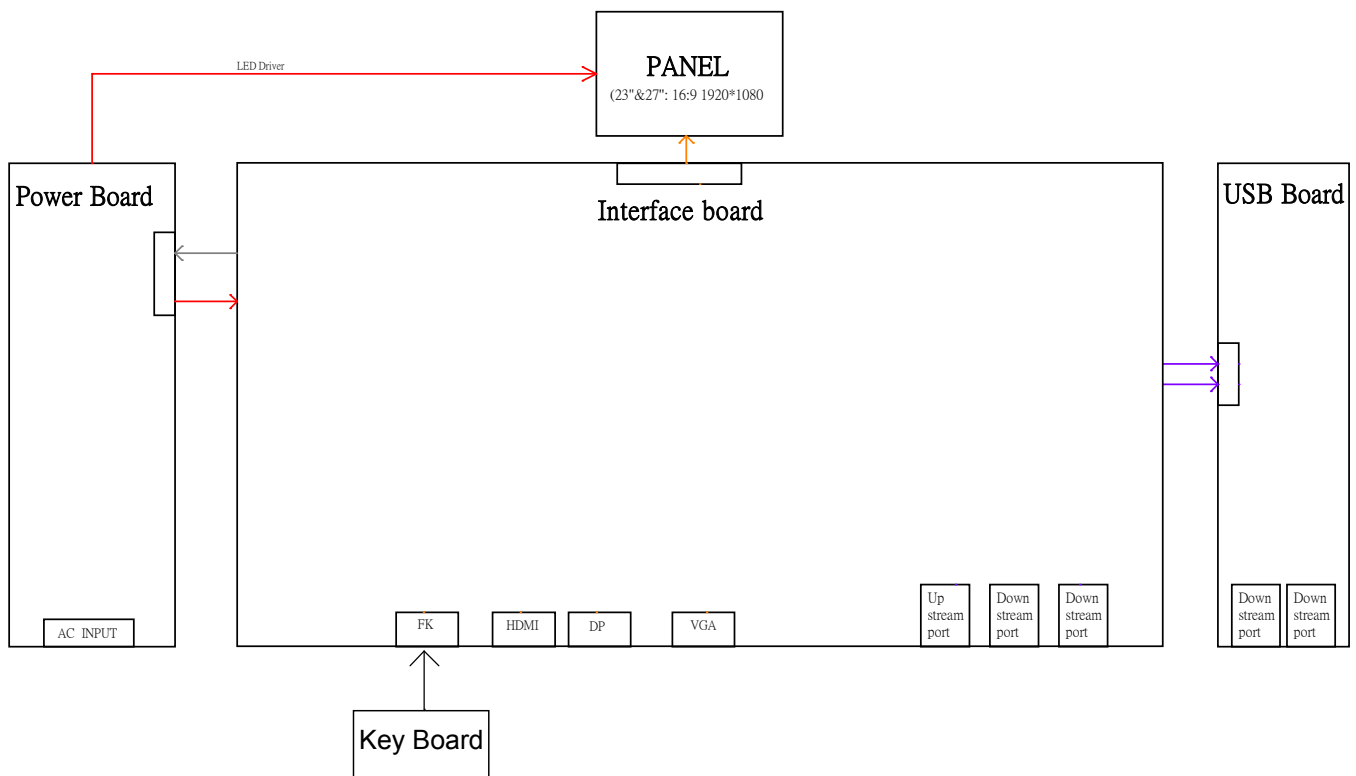 LED Driver
PANEL
(23"&27": 16:9 1920*1080
Power Board
Interface board
USB Board
AC INPUT
FK
HDMI
DP
VGA
Up
stream
port
Down
stream
port
Down
stream
port
Down
stream
port
Down
stream
port
Key Board